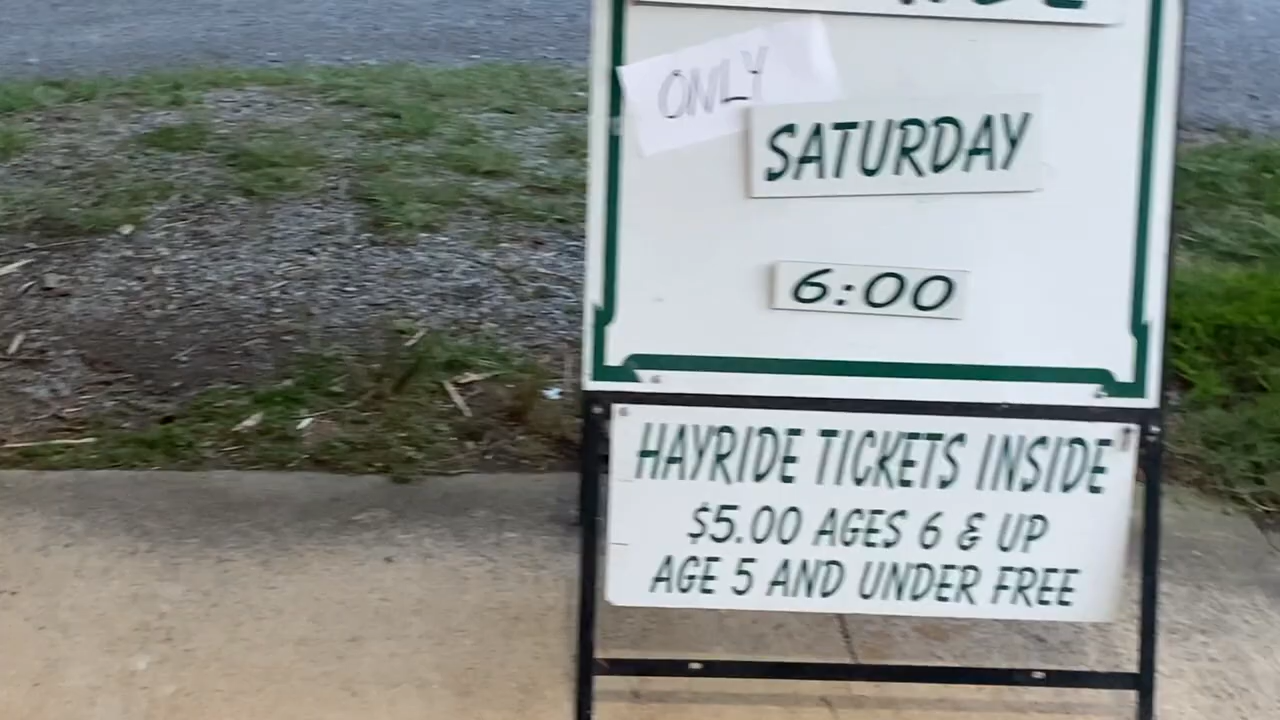 ONLY
SATURDAY
6:00
HAYRIDE TICKETS INSIDE
$5.00 AGES 6 & UP
AGE 5 AND UNDER FREE